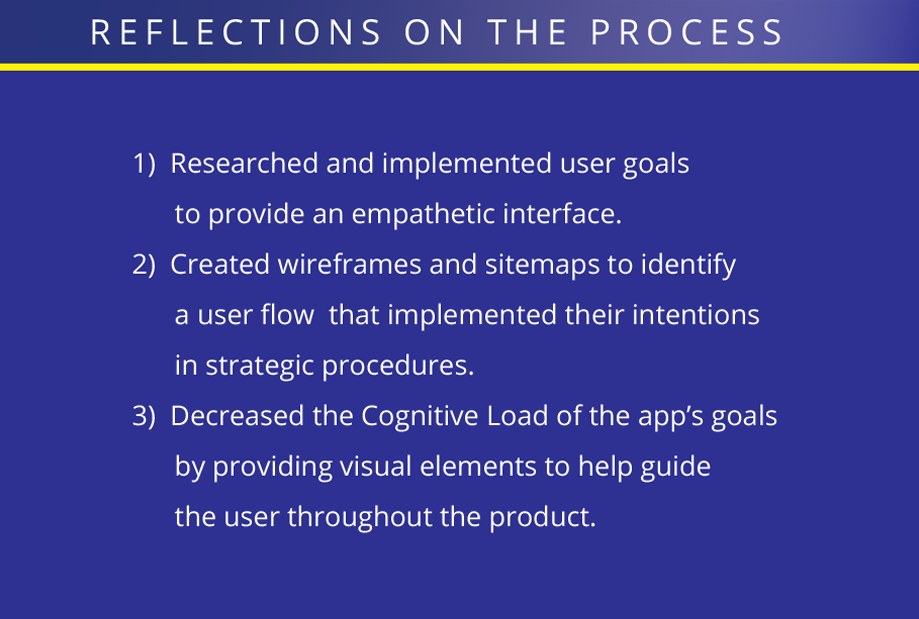 REFLECTIONS ON THE PROCESS
1) Researched and implemented user goals
to provide an empathetic interface.
2) Created wireframes and sitemaps to identify
a user flow  that implemented their intentions
in strategic procedures.
3) Decreased the Cognitive Load of the app’s goals
by providing visual elements to help guide
the user throughout the product.